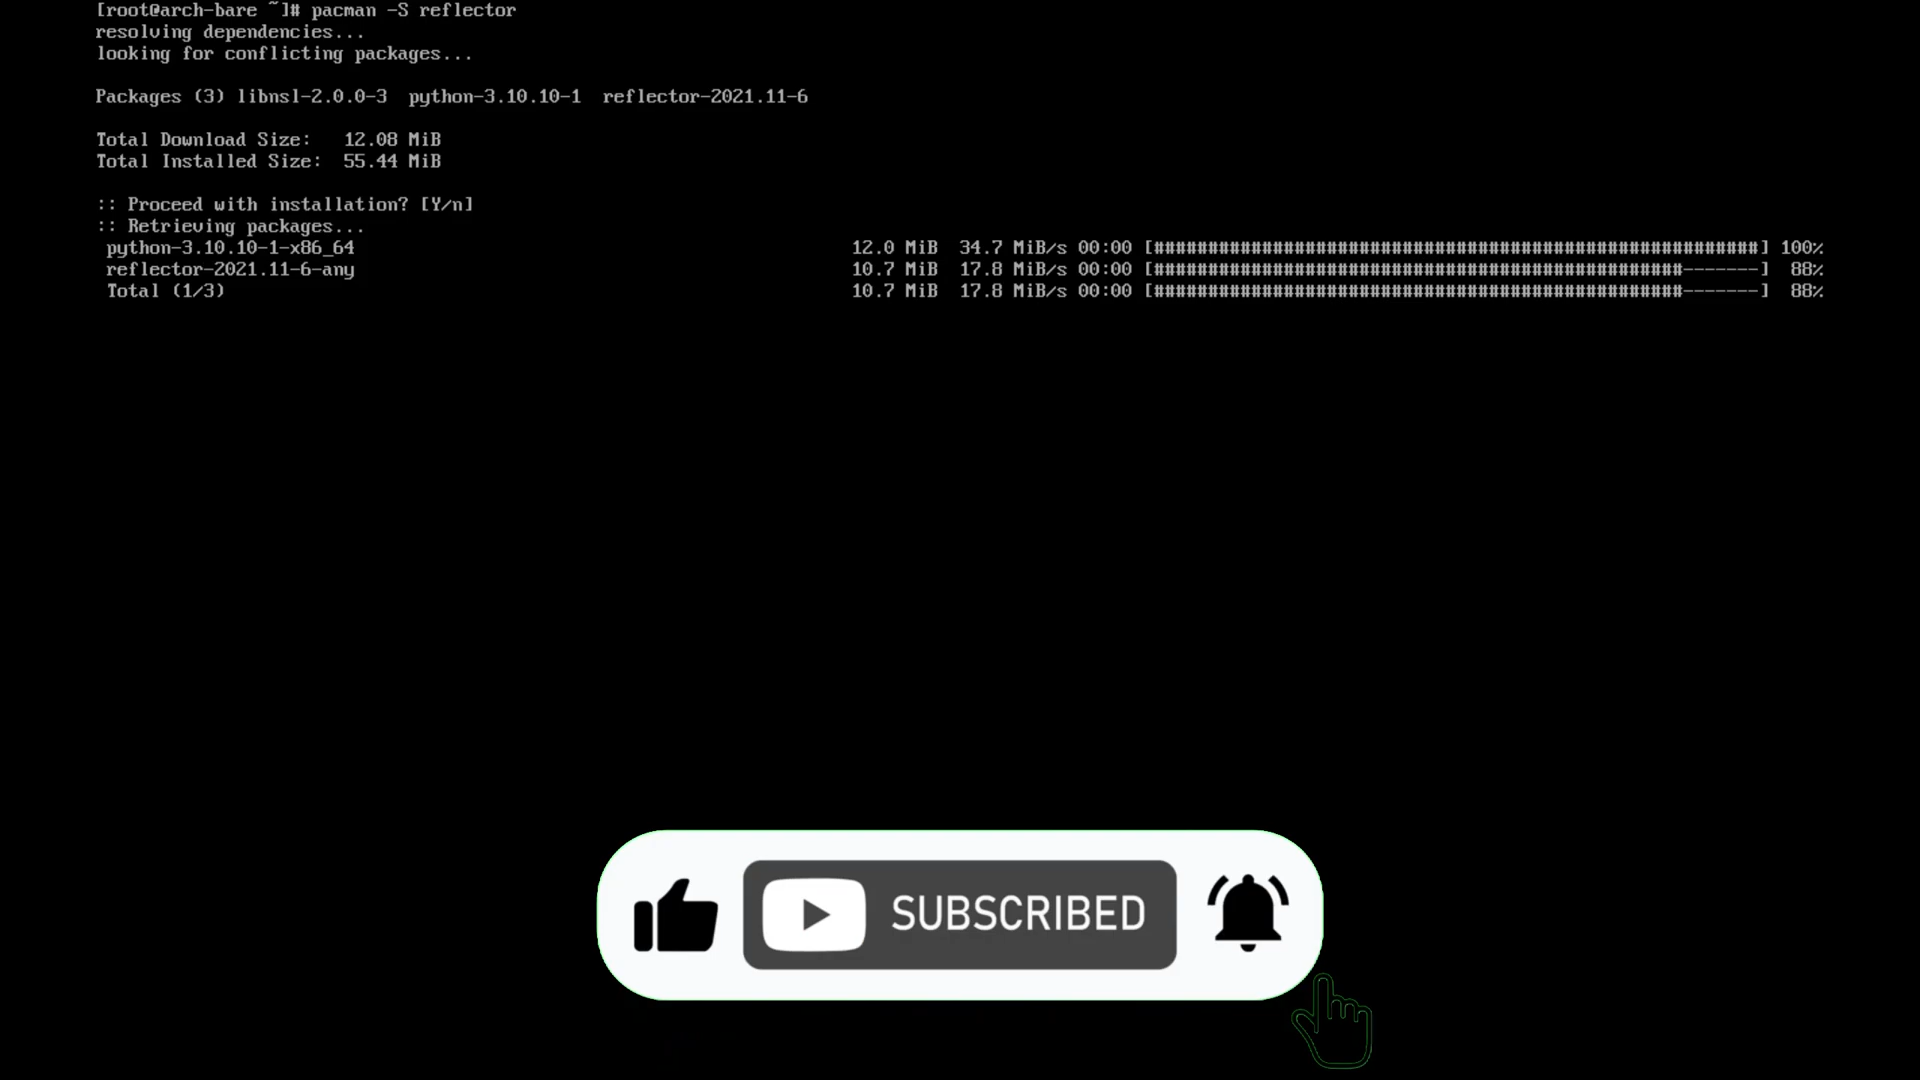 [root@arch-bare ~]# pacman -S reflector
resolving dependencies...
looking for conflicting packages...
Packages (3) libnsl-2.0.0-3  python-3.10.10-1  reflector-2021.11-6
Total Download Size:   12.08 MiB
Total Installed Size:  55.44 MiB
:: Proceed with installation? [Y/n]
:: Retrieving packages...
python-3.10.10-1-x86_64 12.0 MiB  34.7 MiB/s 00:00 [########################################################] 100%
reflector-2021.11-6-any 10.7 MiB  17.8 MiB/s 00:00 [#################################################-------]  88%
Total (1/3) 10.7 MiB  17.8 MiB/s 00:00 [#################################################-------]  88%
SUBSCRIBED